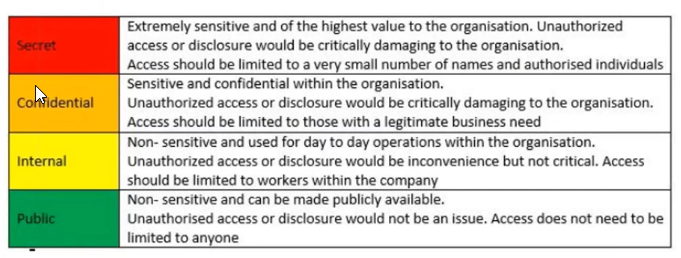 Secret
Extremely sensitive and of the highest value to the organisation. Unauthorized
access or disclosure would be critically damaging to the organisation.
Access should be limited to a very small number of names and authorised individuals
Confidential
Sensitive and confidential within the organisation.
Unauthorized access or disclosure would be critically damaging to the organisation.
Access should be limited to those with a legitimate business need
Internal
Non- sensitive and used for day to day operations within the organisation.
Unauthorized access or disclosure would be inconvenience but not critical. Access
should be limited to workers within the company
Public
Non- sensitive and can be made publicly available.
Unauthorised access or disclosure would not be an issue. Access does not need to be
limited to anyone